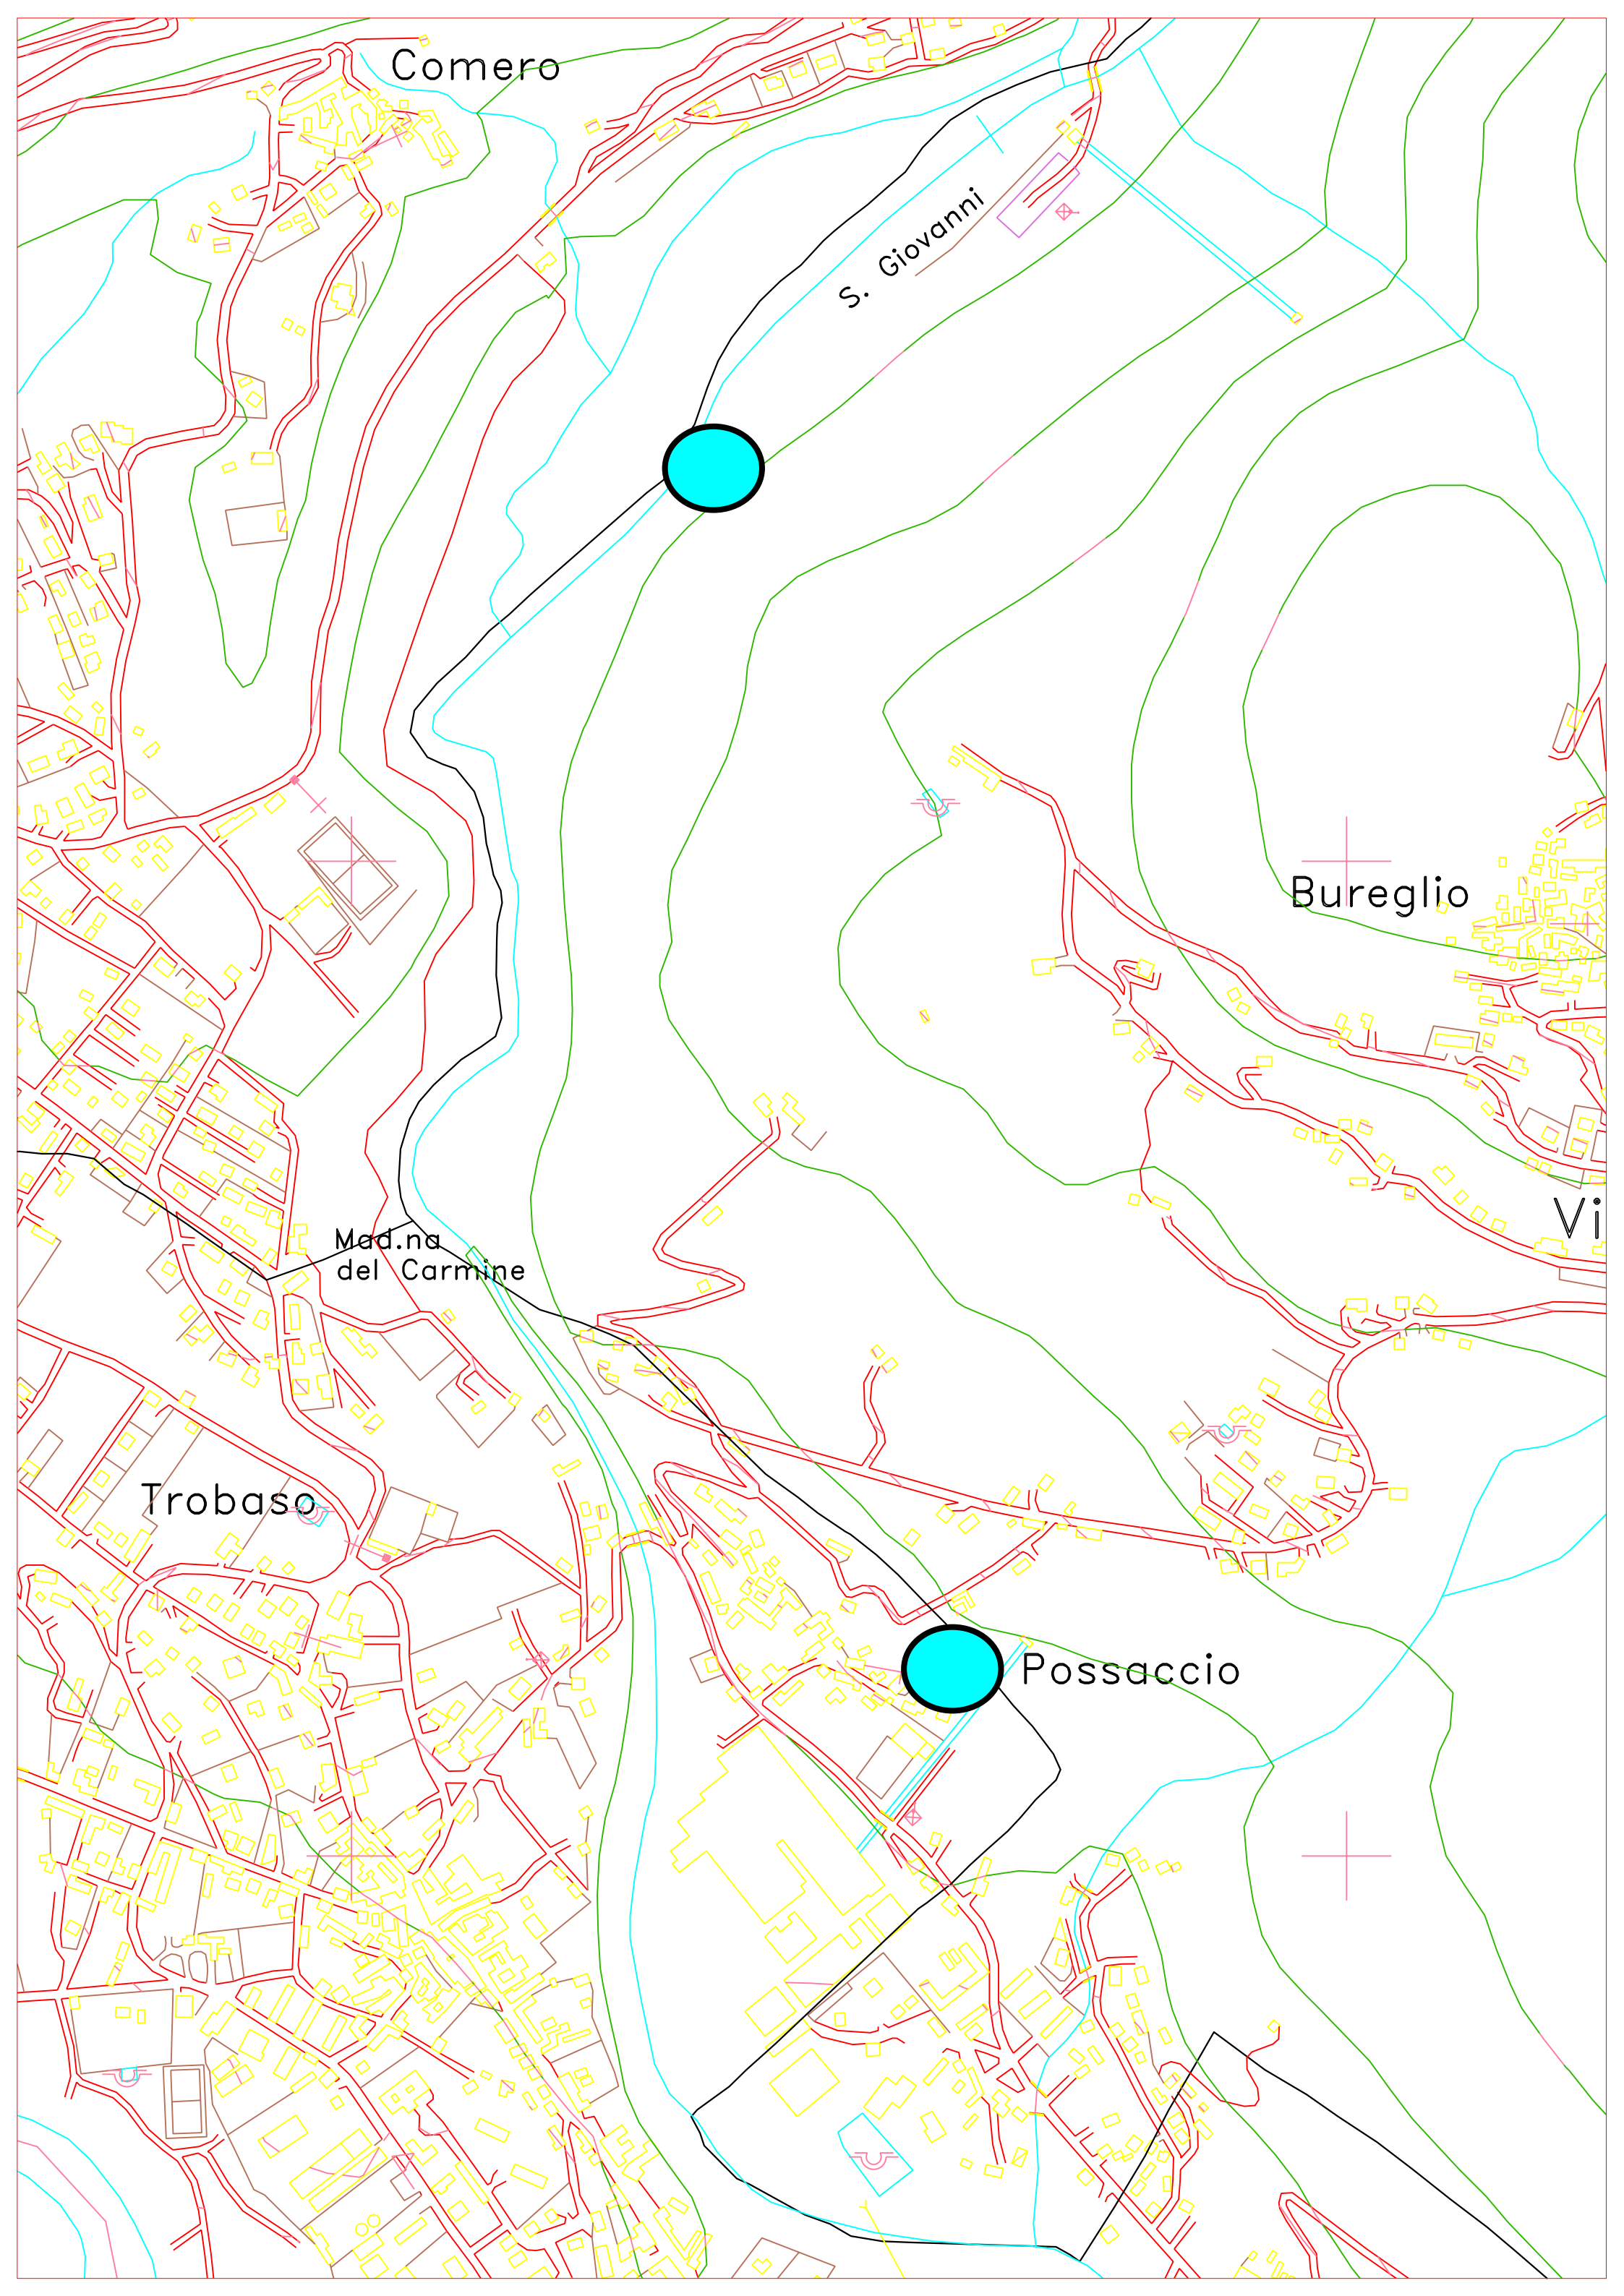 Comero
S. Giovanni
Bureglio
Vi
Mad.na
del Carmine
Trobaso
Possaccio